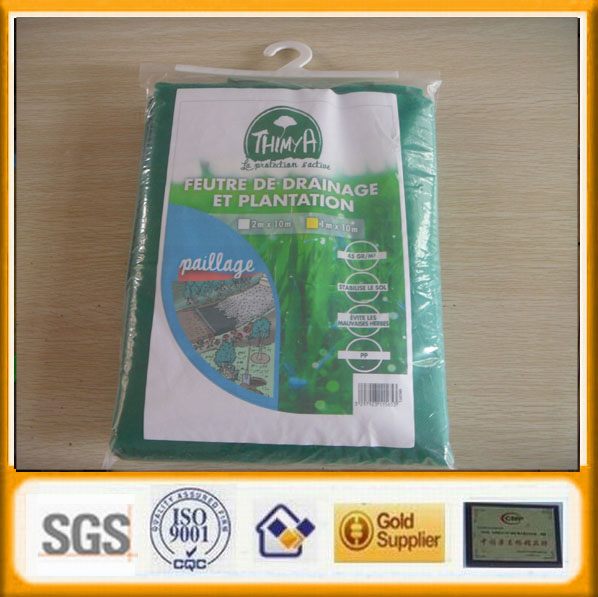 THIMYA
La protection s'active
FEUTRE DE DRAINAGE
ET PLANTATION
2m x 10m
1m x 10m
paillage
45 GR/M²
STABILISE LE SOL
ÉVITE LES
MAUVAISES HERBES
PP
SGS
QUALITY ASSURED FIRM
ISO
9001
CQC
Gold
Supplier